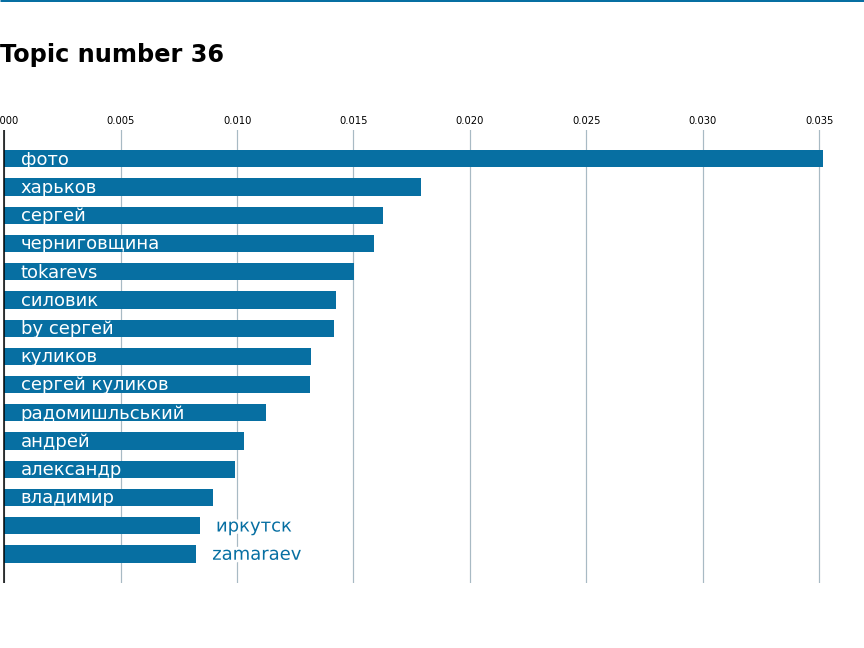 Topic number 36
000 0.005 0.010 0.015 0.020 0.025 0.030 0.035
фото
харьков
сергей
черниговщина
tokarevs
силовик
by сергей
куликов
сергей куликов
радомишльський
андрей
александр
владимир
иркутск
zamaraev